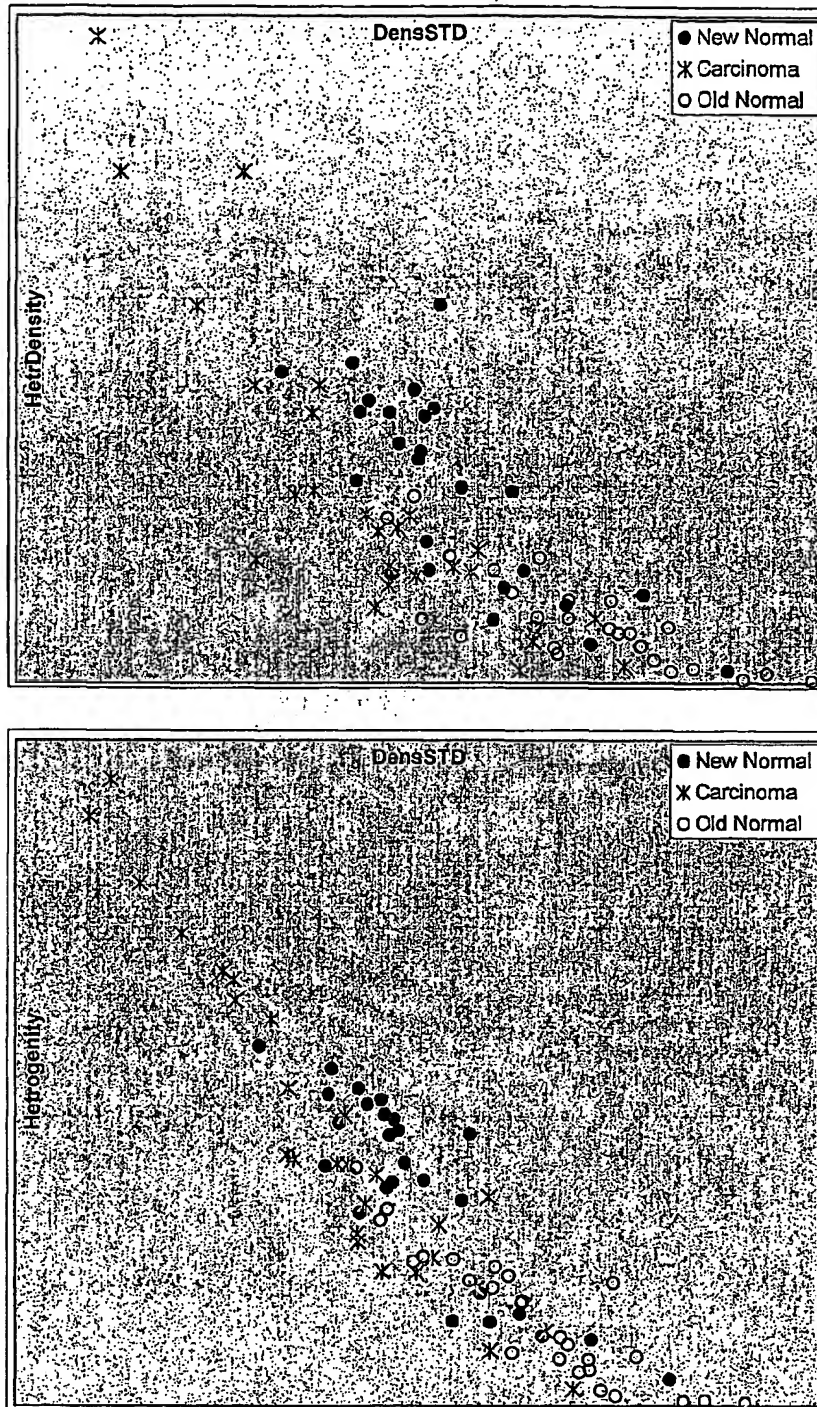 DensSTD
New Normal
Carcinoma
Old Normal
HetrDensity
DensSTD
New Normal
Carcinoma
Old Normal
Hetrogenity